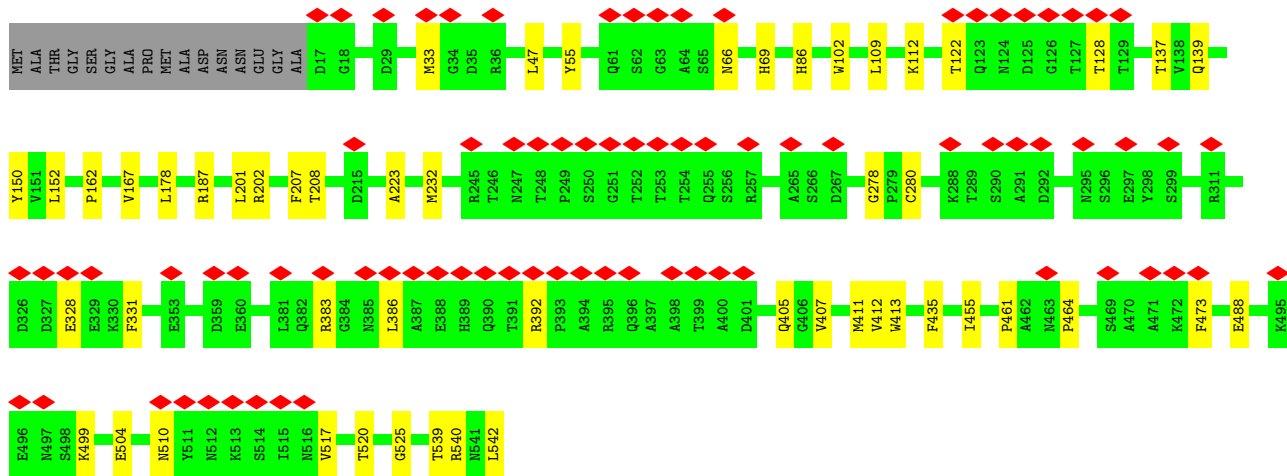 MET ALA THR GLY SER GLY ALA PRO MET ALA ASP ASN ASN GLU GLY ALA D17 G18 D29 M33 G34 D35 R36 L47 Y55 Q61 S62 G63 A64 S65 N66 H69 H86 W102 L109 K112 T122 Q123 N124 D125 G126 T127 T128 T129 T137 V138 Q139
Y150 V151 L152 P162 V167 L178 R187 L201 R202 F207 T208 D215 A223 M232 R245 T246 N247 T248 P249 S250 G251 T252 T253 T254 Q255 S256 R257 A265 S266 D267 G278 P279 C280 K288 T289 S290 A291 D292 N295 S296 E297 Y298 S299 R311
D326 D327 E328 E329 K330 F331 E353 D359 E360 L381 Q382 R383 G384 N385 L386 A387 E388 H389 Q390 T391 R392 P393 A394 R395 Q396 A397 A398 T399 A400 D401 Q405 G406 V407 M411 V412 W413 F435 I455 P461 A462 N463 P464 S469 A470 A471 K472 F473 E488 K495
E496 N497 S498 K499 E504 N510 Y511 N512 K513 S514 I515 N516 V517 T520 G525 T539 R540 N541 L542